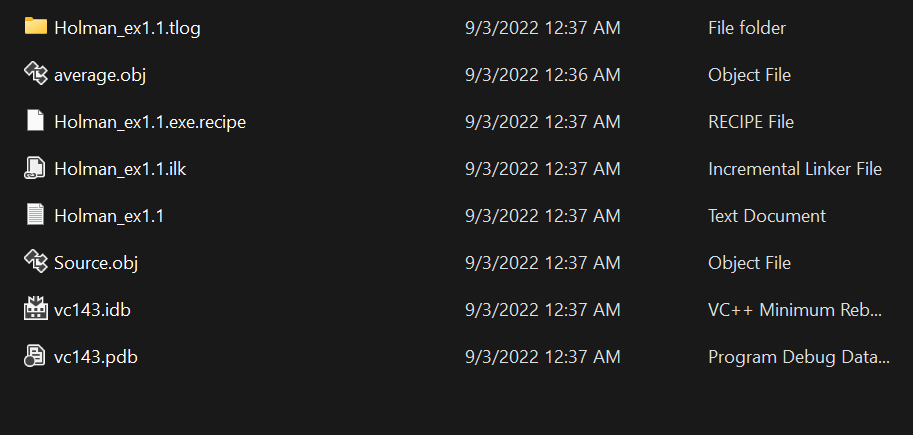 Holman_ex1.1.tlog 9/3/2022 12:37 AM File folder
average.obj 9/3/2022 12:36 AM Object File
Holman_ex1.1.exe.recipe 9/3/2022 12:37 AM RECIPE File
Holman_ex1.1.ilk 9/3/2022 12:37 AM Incremental Linker File
Holman_ex1.1 9/3/2022 12:37 AM Text Document
Source.obj 9/3/2022 12:37 AM Object File
vc143.idb 9/3/2022 12:37 AM VC++ Minimum Reb...
vc143.pdb 9/3/2022 12:37 AM Program Debug Data...